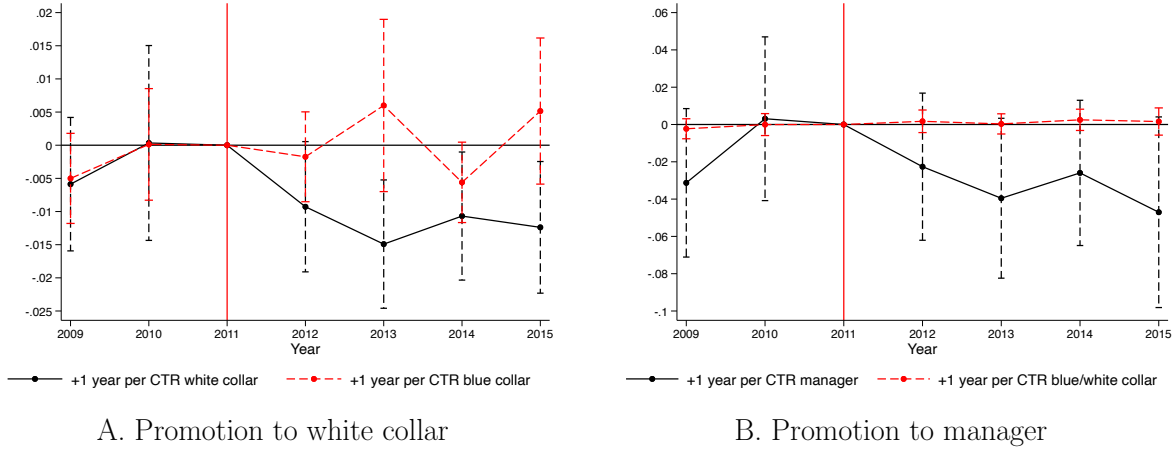 .02
.015
.01
.005
0
-.005
-.01
-.015
-.02
-.025
2009 2010 2011 2012 2013 2014 2015
Year
+1 year per CTR white collar +1 year per CTR blue collar
A. Promotion to white collar
.06
.04
.02
0
-.02
-.04
-.06
-.08
-.1
2009 2010 2011 2012 2013 2014 2015
Year
+1 year per CTR manager +1 year per CTR blue/white collar
B. Promotion to manager